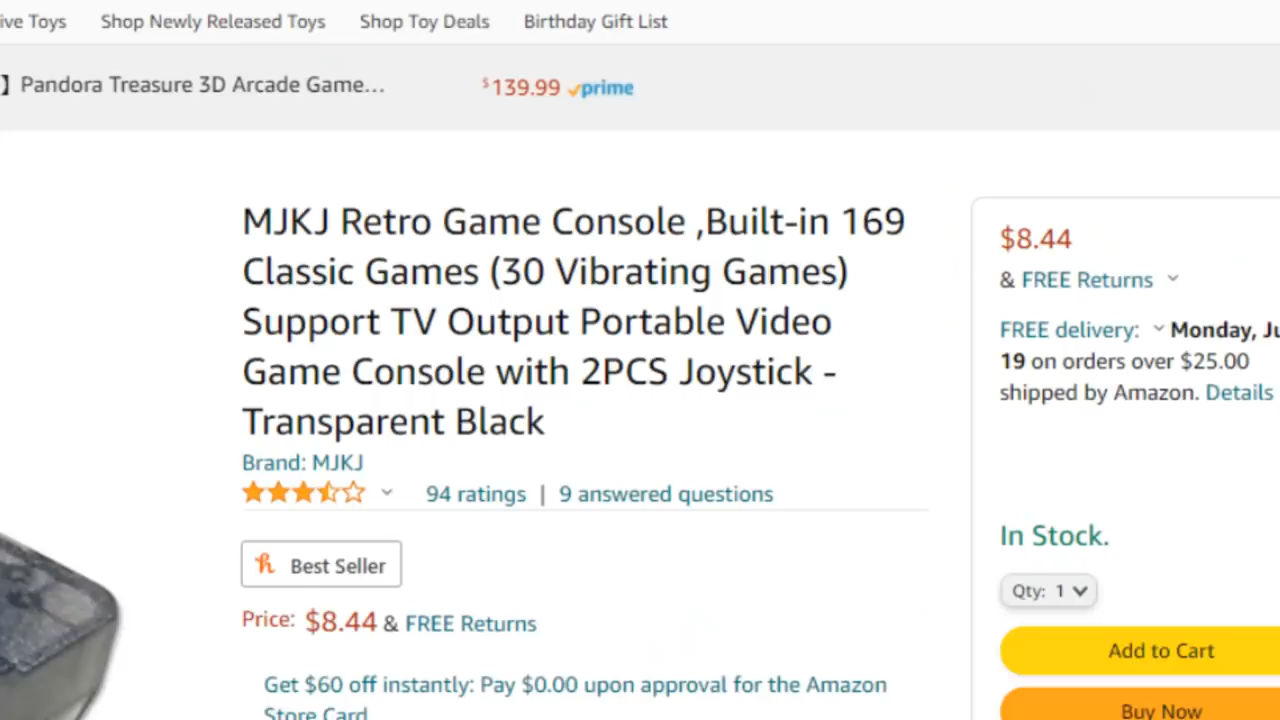 ive Toys Shop Newly Released Toys Shop Toy Deals Birthday Gift List
】 Pandora Treasure 3D Arcade Game... $139.99 prime
MJKJ Retro Game Console ,Built-in 169
Classic Games (30 Vibrating Games)
Support TV Output Portable Video
Game Console with 2PCS Joystick -
Transparent Black
Brand: MJKJ
94 ratings | 9 answered questions
h Best Seller
Price: $8.44 & FREE Returns
Get $60 off instantly: Pay $0.00 upon approval for the Amazon
Store Card
$8.44
& FREE Returns
FREE delivery: Monday, Ju
19 on orders over $25.00
shipped by Amazon. Details
In Stock.
Qty: 1
Add to Cart
Buy Now